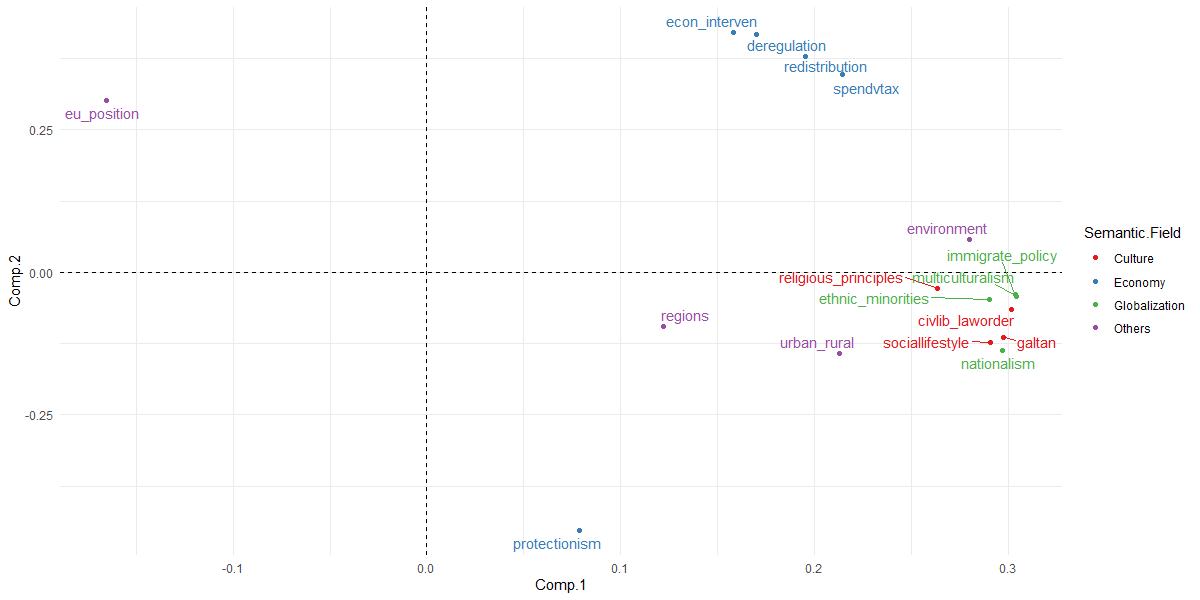 econ_interven
deregulation
redistribution
spendvtax
eu_position
0.25
environment
Semantic.Field
immigrate_policy
Culture
0.00
religious_principles
multiculturalism
Economy
ethnic_minorities
Globalization
Comp.2
regions
civlib_laworder
Others
urban_rural
sociallifestyle
galtan
nationalism
-0.25
protectionism
-0.1
0.0
0.1
0.2
0.3
Comp.1